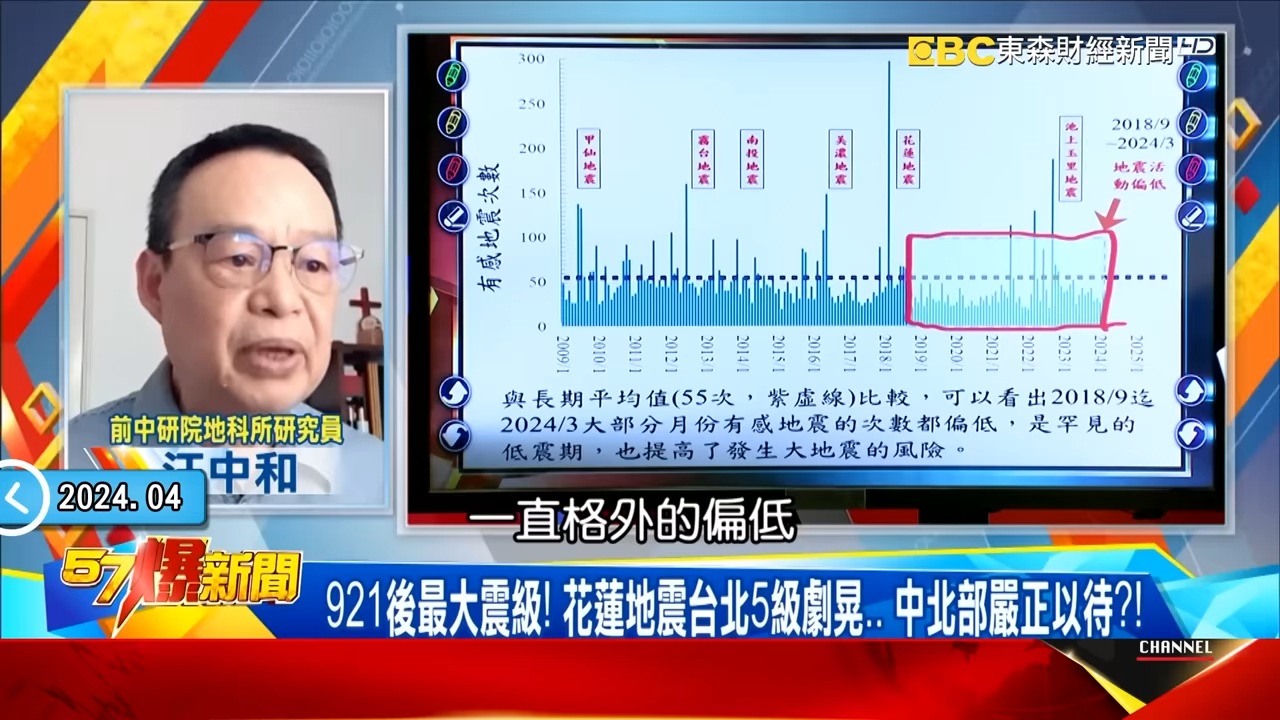 EBC東森財經新聞HD
300
250
200
150
100
50
0
有感地震次數
甲仙地震
霧台地震
南投地震
美濃地震
花蓮地震
池上玉里地震
2018/9
–2024/3
地震活
動偏低
2009/1
2010/1
2011/1
2012/1
2013/1
2014/1
2015/1
2016/1
2017/1
2018/1
2019/1
2020/1
2021/1
2022/1
2023/1
2024/1
2025/1
與長期平均值(55次，紫虛線)比較，可以看出2018/9迄
2024/3大部分月份有感地震的次數都偏低，是罕見的
低震期，也提高了發生大地震的風險。
前中研院地科所研究員
汪中和
2024.04
一直格外的偏低
57爆新聞
921後最大震級! 花蓮地震台北5級劇晃.. 中北部嚴正以待?!
CHANNEL